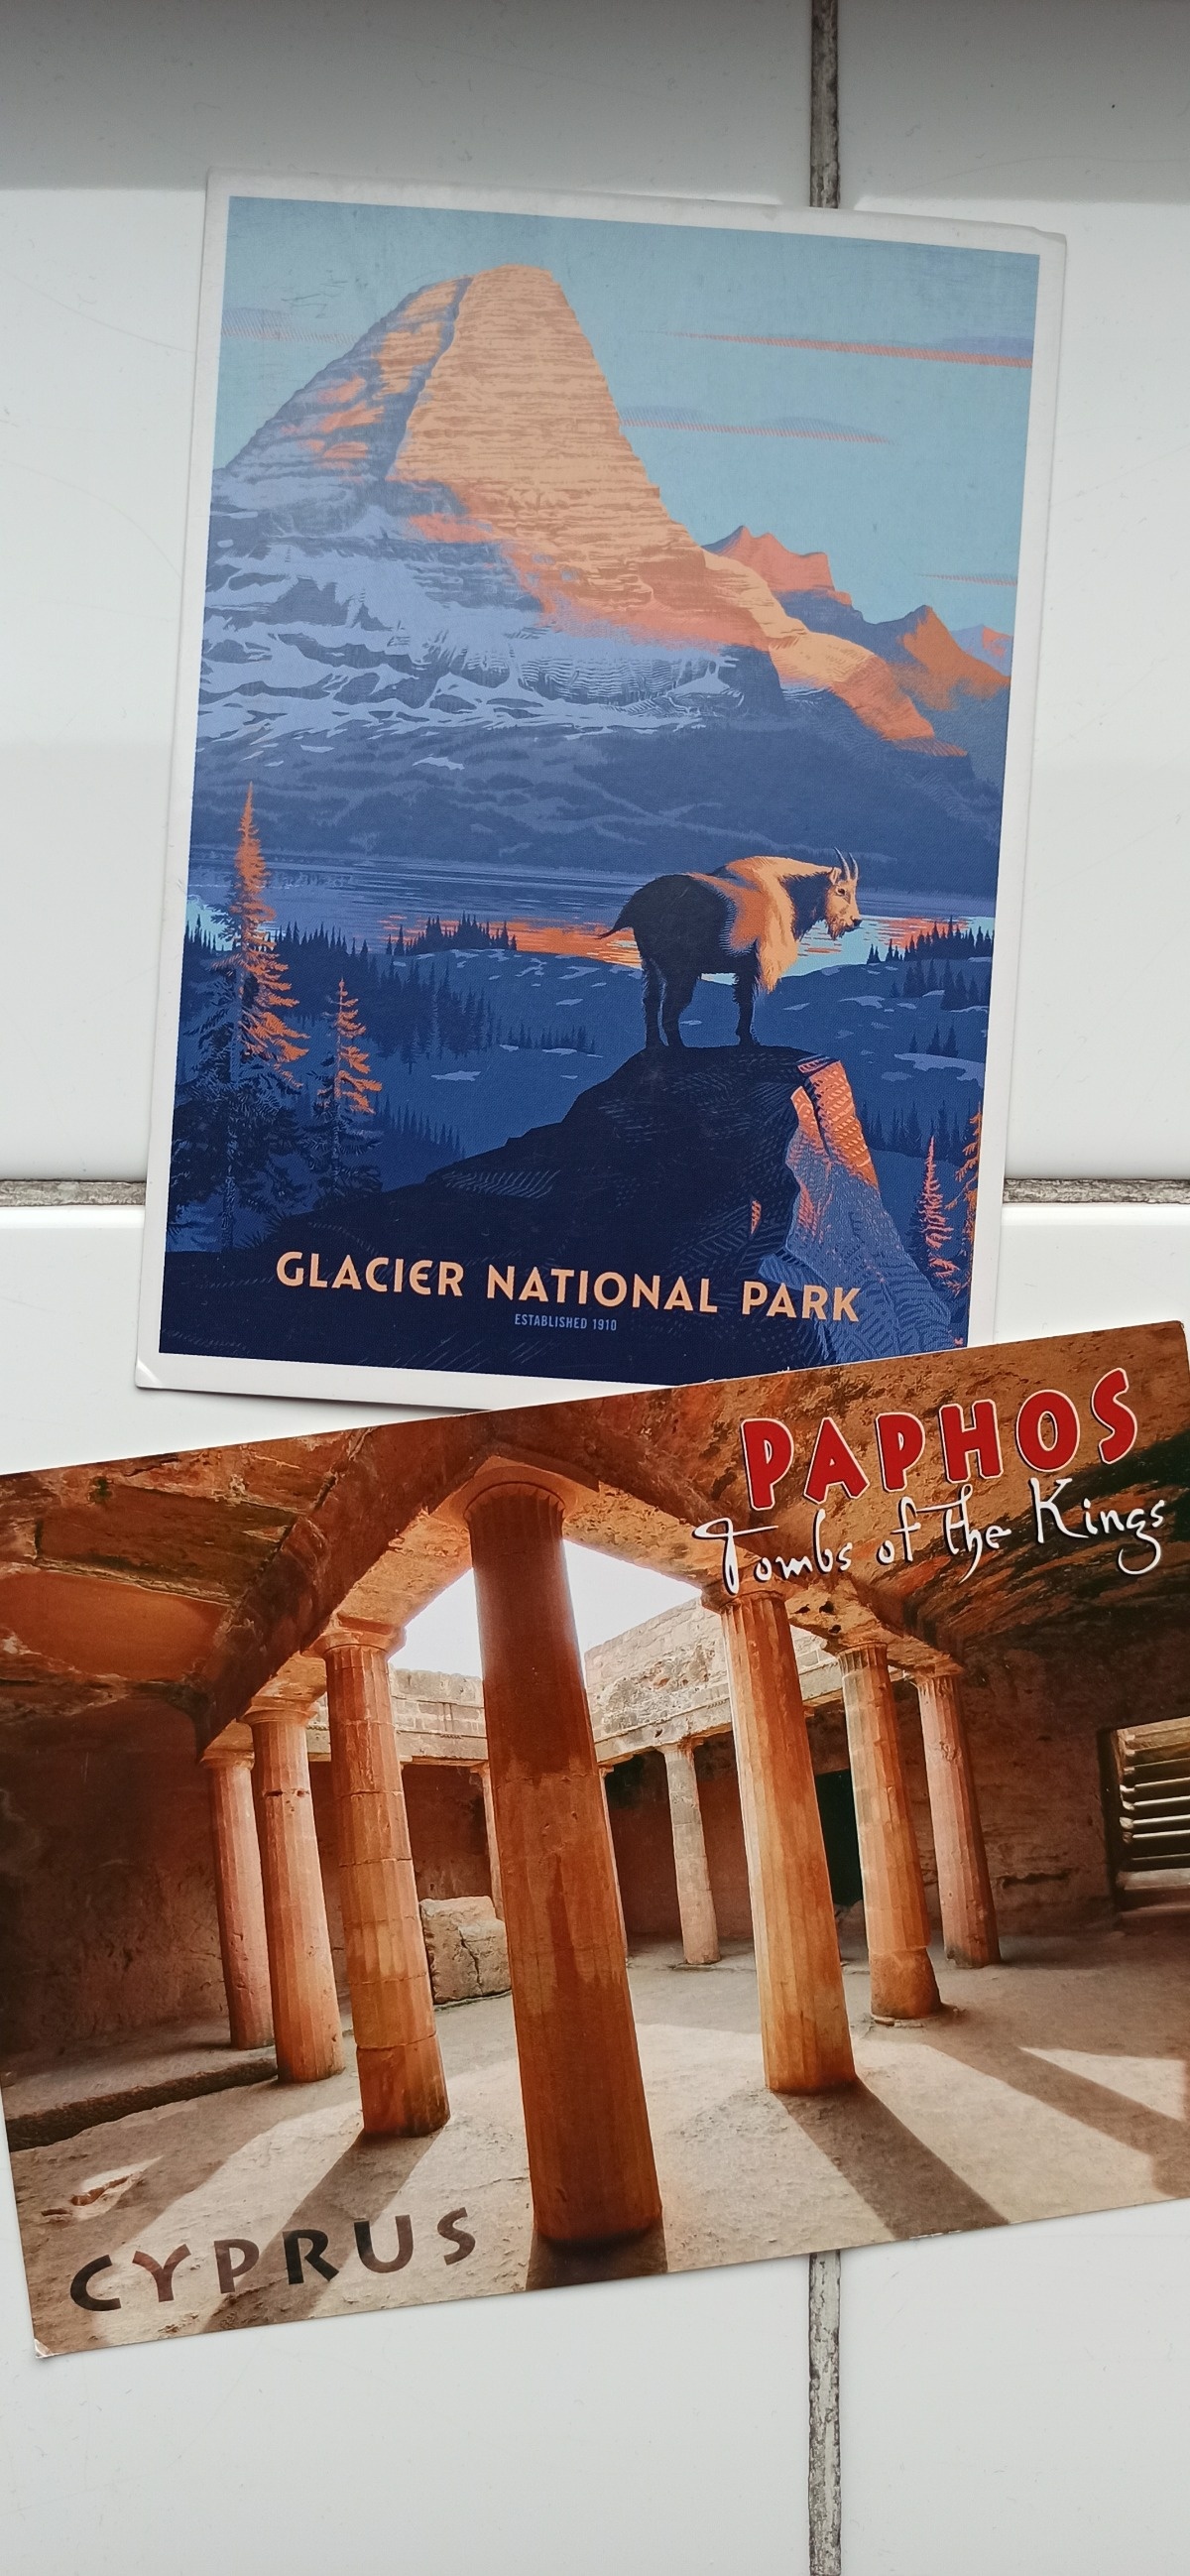 GLACIER NATIONAL PARK
ESTABLISHED 1910
PAPHOS
Tombs of the Kings
CYPRUS